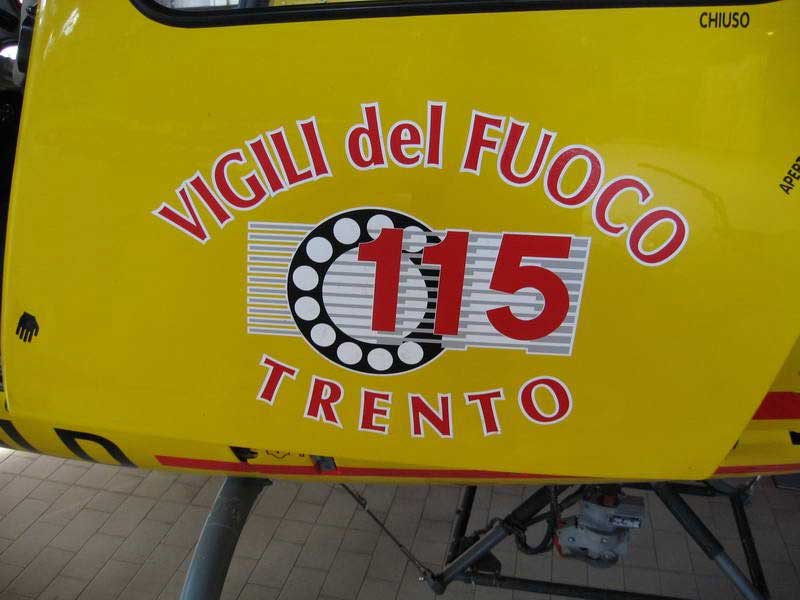 CHIUSO
VIGILI del FUOCO
115
TRENTO